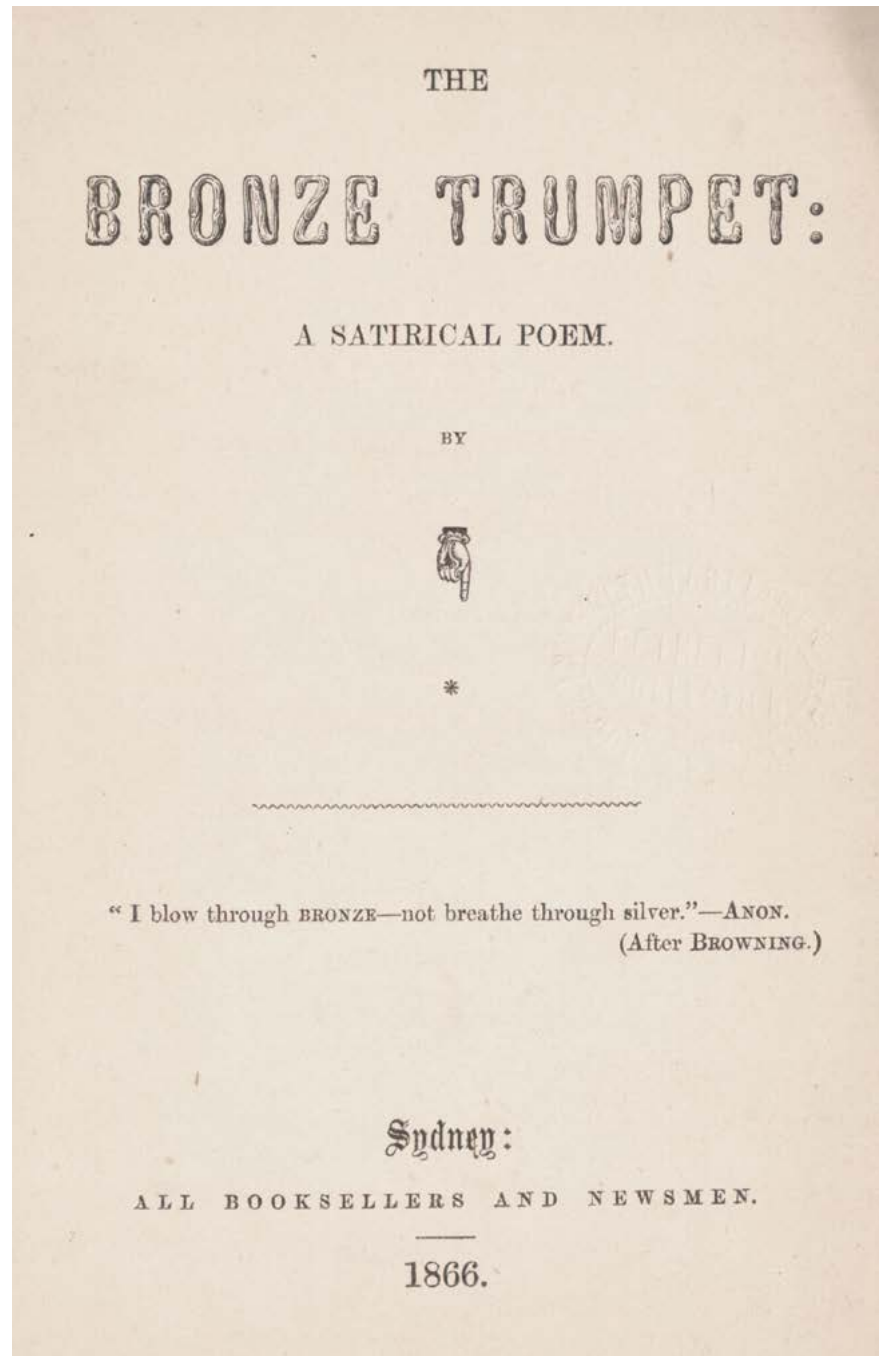 THE
BRONZE TRUMPET:
A SATIRICAL POEM.
BY
*
“ I blow through BRONZE—not breathe through silver.”—ANON.
(After BROWNING.)
Sydney:
ALL BOOKSELLERS AND NEWSMEN.
1866.